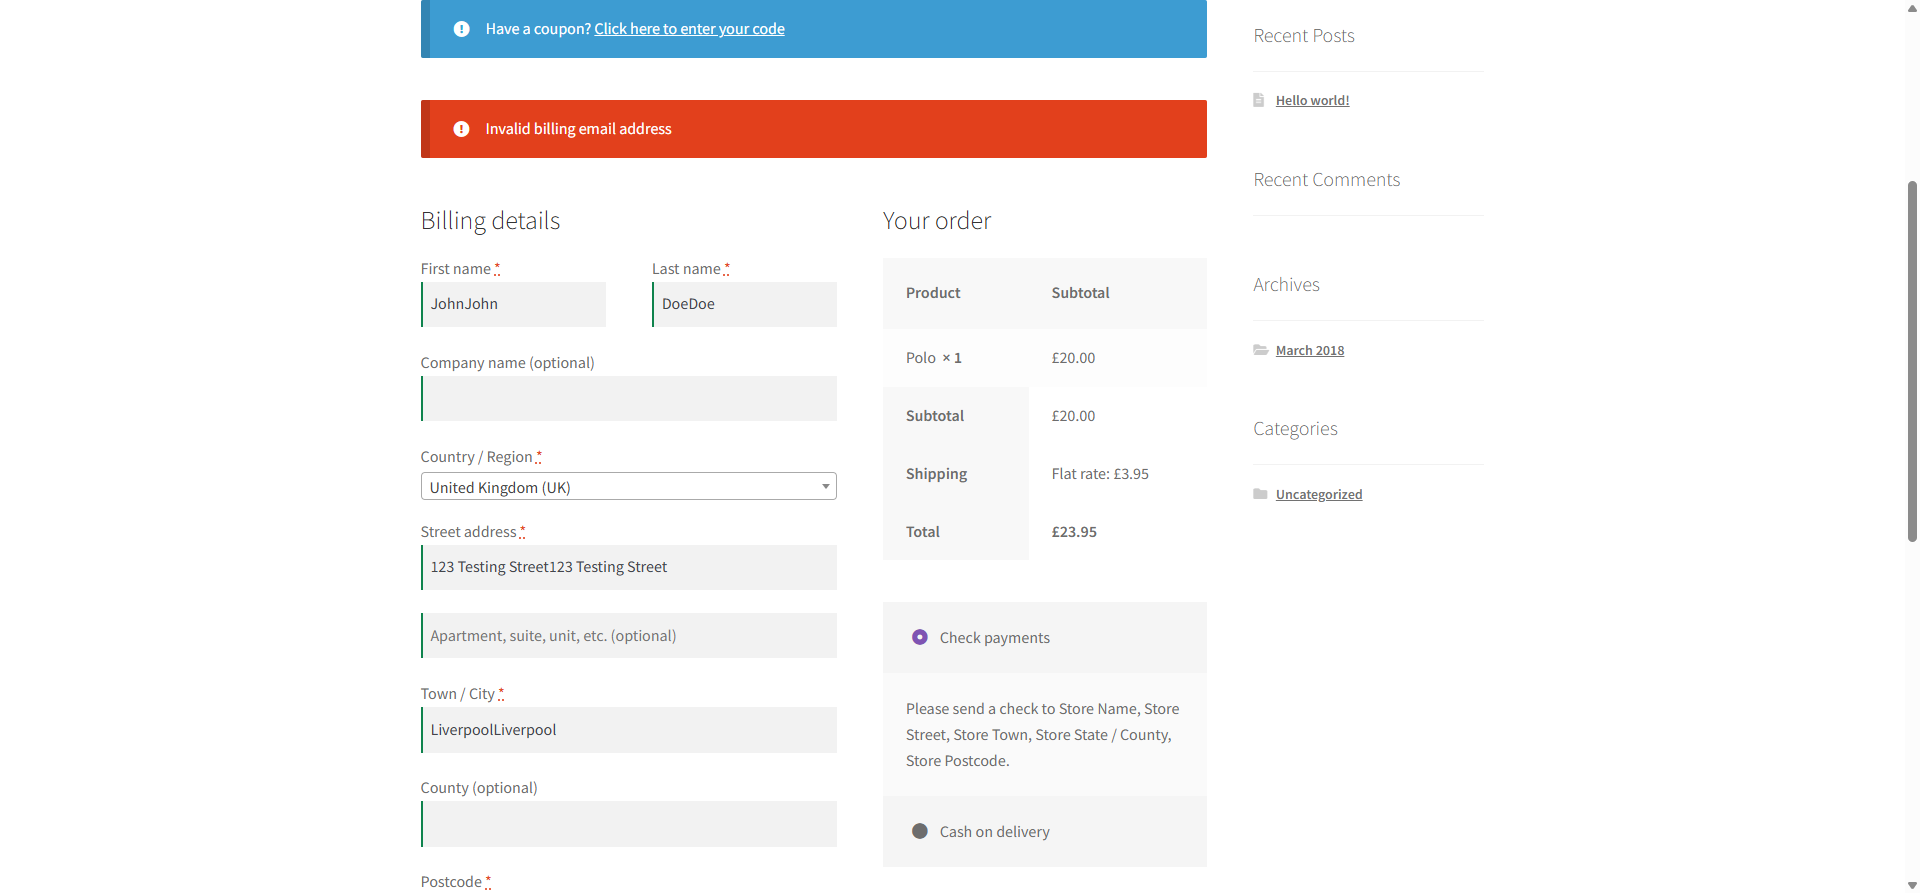 Have a coupon? Click here to enter your code
Invalid billing email address
Billing details
First name *
Last name *
JohnJohn
DoeDoe
Company name (optional)
Country / Region *
United Kingdom (UK)
Street address *
123 Testing Street123 Testing Street
Apartment, suite, unit, etc. (optional)
Town / City *
LiverpoolLiverpool
County (optional)
Postcode *
Your order
Product Subtotal
Polo × 1 £20.00
Subtotal £20.00
Shipping Flat rate: £3.95
Total £23.95
Check payments
Please send a check to Store Name, Store
Street, Store Town, Store State / County,
Store Postcode.
Cash on delivery
Recent Posts
Hello world!
Recent Comments
Archives
March 2018
Categories
Uncategorized